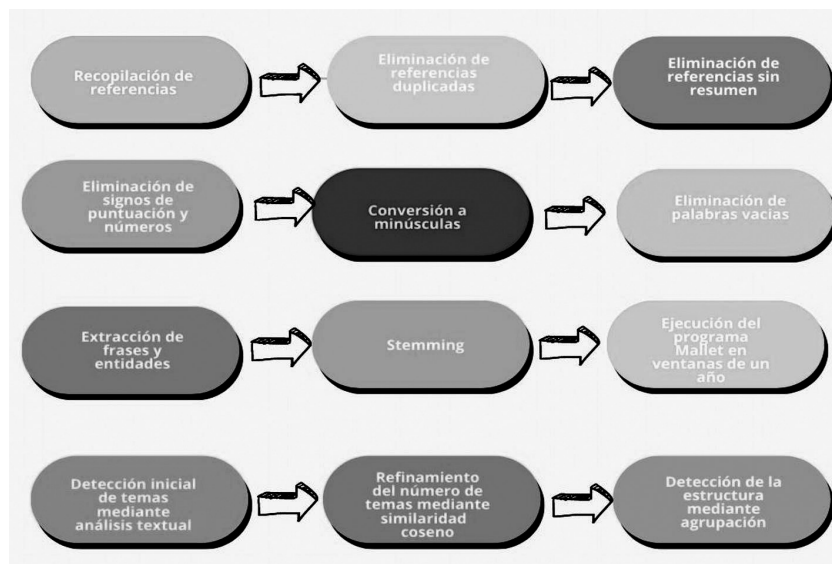 Recopilación de
referencias
Eliminación de
referencias
duplicadas
Eliminación de
referencias sin
resumen
Eliminación de
signos de
puntuación y
números
Conversión a
minúsculas
Eliminación de
palabras vacias
Extracción de
frases y
entidades
Stemming
Ejecución del
programa
Mallet en
ventanas de un
año
Detección inicial
de temas
mediante
análisis textual
Refinamiento
del número de
temas mediante
similaridad
coseno
Detección de la
estructura
mediante
agrupación